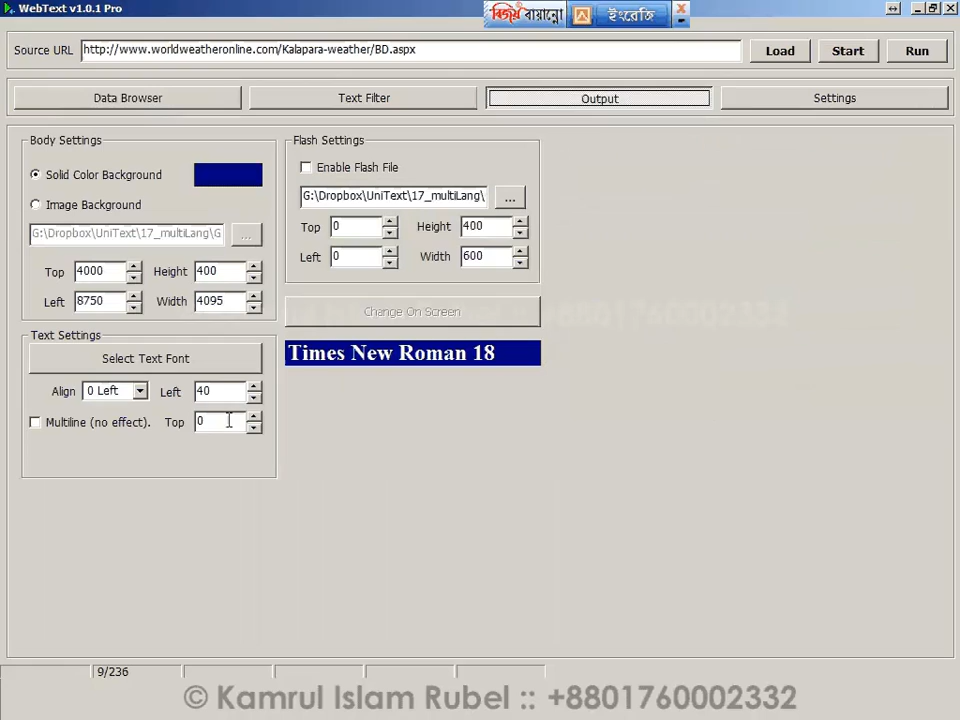 WebText v1.0.1 Pro
বিজয় বায়ান্নো
ইংরেজি
Source URL
http://www.worldweatheronline.com/Kalapara-weather/BD.aspx
Load
Start
Run
Data Browser
Text Filter
Output
Settings
Body Settings
Solid Color Background
Image Background
G:\Dropbox\UniText\17_multiLang\G
...
Top 4000 Height 400
Left 8750 Width 4095
Flash Settings
Enable Flash File
G:\Dropbox\UniText\17_multiLang\
...
Top 0 Height 400
Left 0 Width 600
Change On Screen
Times New Roman 18
Text Settings
Select Text Font
Align 0 Left Left 40
Multiline (no effect). Top 0
9/236
© Kamrul Islam Rubel :: +8801760002332